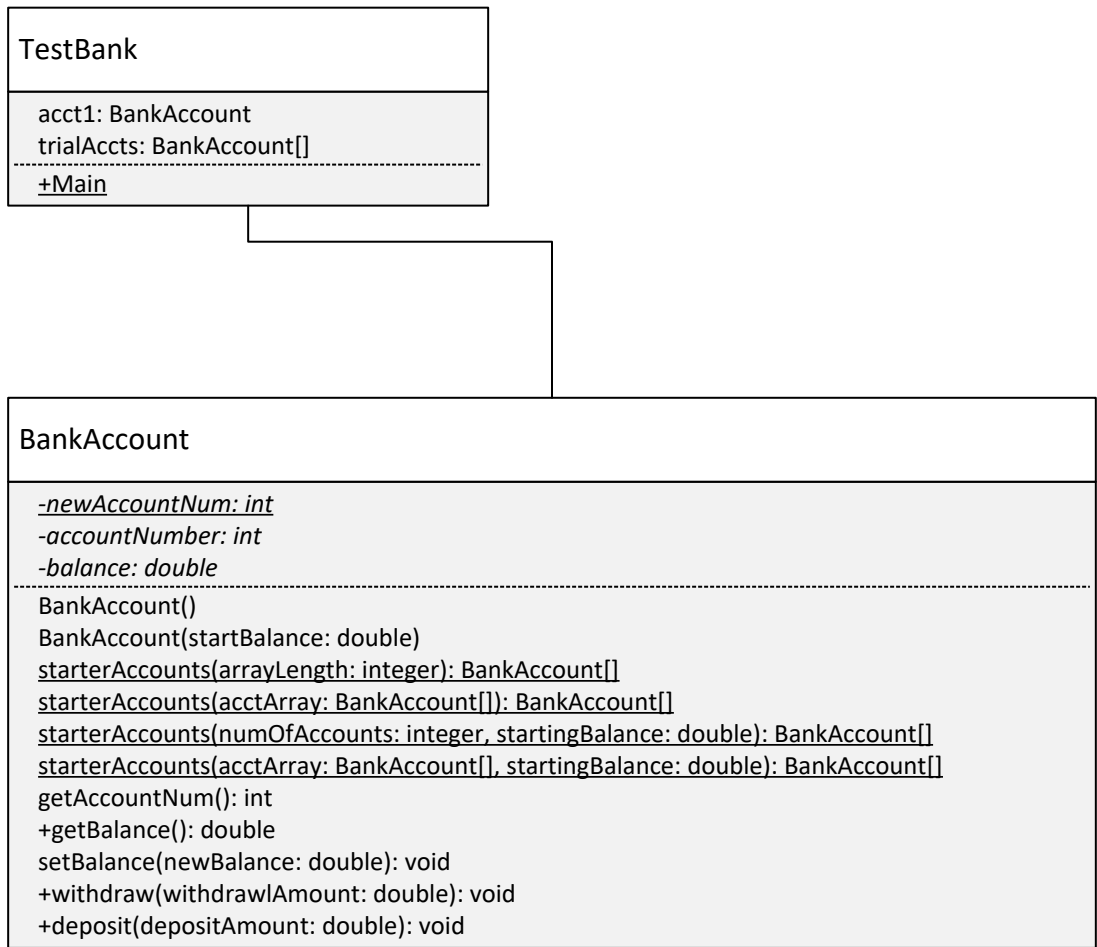 TestBank
acct1: BankAccount
trialAccts: BankAccount[]
+Main
BankAccount
-newAccountNum: int
-accountNumber: int
-balance: double
BankAccount()
BankAccount(startBalance: double)
starterAccounts(arrayLength: integer): BankAccount[]
starterAccounts(acctArray: BankAccount[]): BankAccount[]
starterAccounts(numOfAccounts: integer, startingBalance: double): BankAccount[]
starterAccounts(acctArray: BankAccount[], startingBalance: double): BankAccount[]
getAccountNum(): int
+getBalance(): double
setBalance(newBalance: double): void
+withdraw(withdrawlAmount: double): void
+deposit(depositAmount: double): void